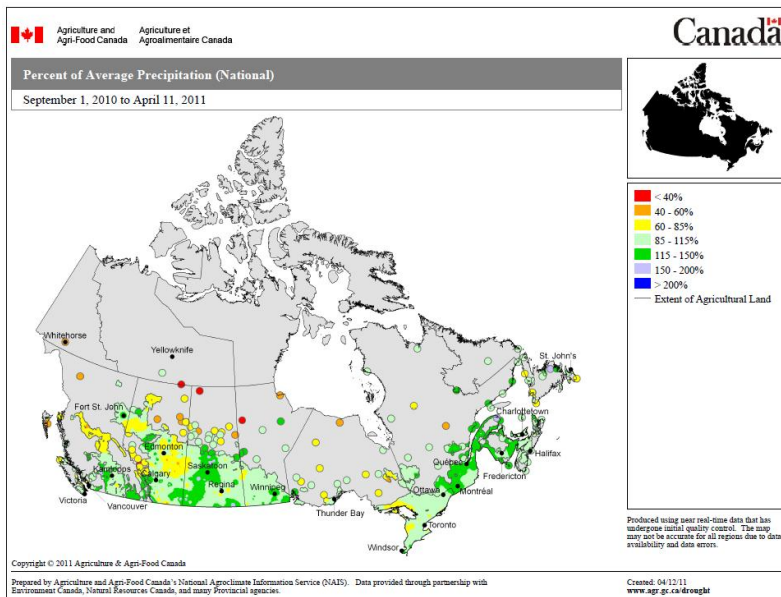 Agriculture and Agriculture et
Agri-Food Canada Agroalimentaire Canada
Canada
Percent of Average Precipitation (National)
September 1, 2010 to April 11, 2011
< 40%
40 - 60%
60 - 85%
85 - 115%
115 - 150%
150 - 200%
> 200%
Extent of Agricultural Land
Whitehorse
Yellowknife
St. John's
Fort St. John
Charlottetown
Edmonton
Saskatoon
Québec
Halifax
Kamloops
Calgary
Regina
Winnipeg
Fredericton
Ottawa
Montréal
Victoria
Vancouver
Thunder Bay
Toronto
Windsor
Produced using near real-time data that has
undergone initial quality control. The map
may not be accurate for all regions due to data
availability and data errors.
Copyright © 2011 Agriculture & Agri-Food Canada
Prepared by Agriculture and Agri-Food Canada's National Agroclimate Information Service (NAIS). Data provided through partnership with
Environment Canada, Natural Resources Canada, and many Provincial agencies.
Created: 04/12/11
www.agr.gc.ca/drought